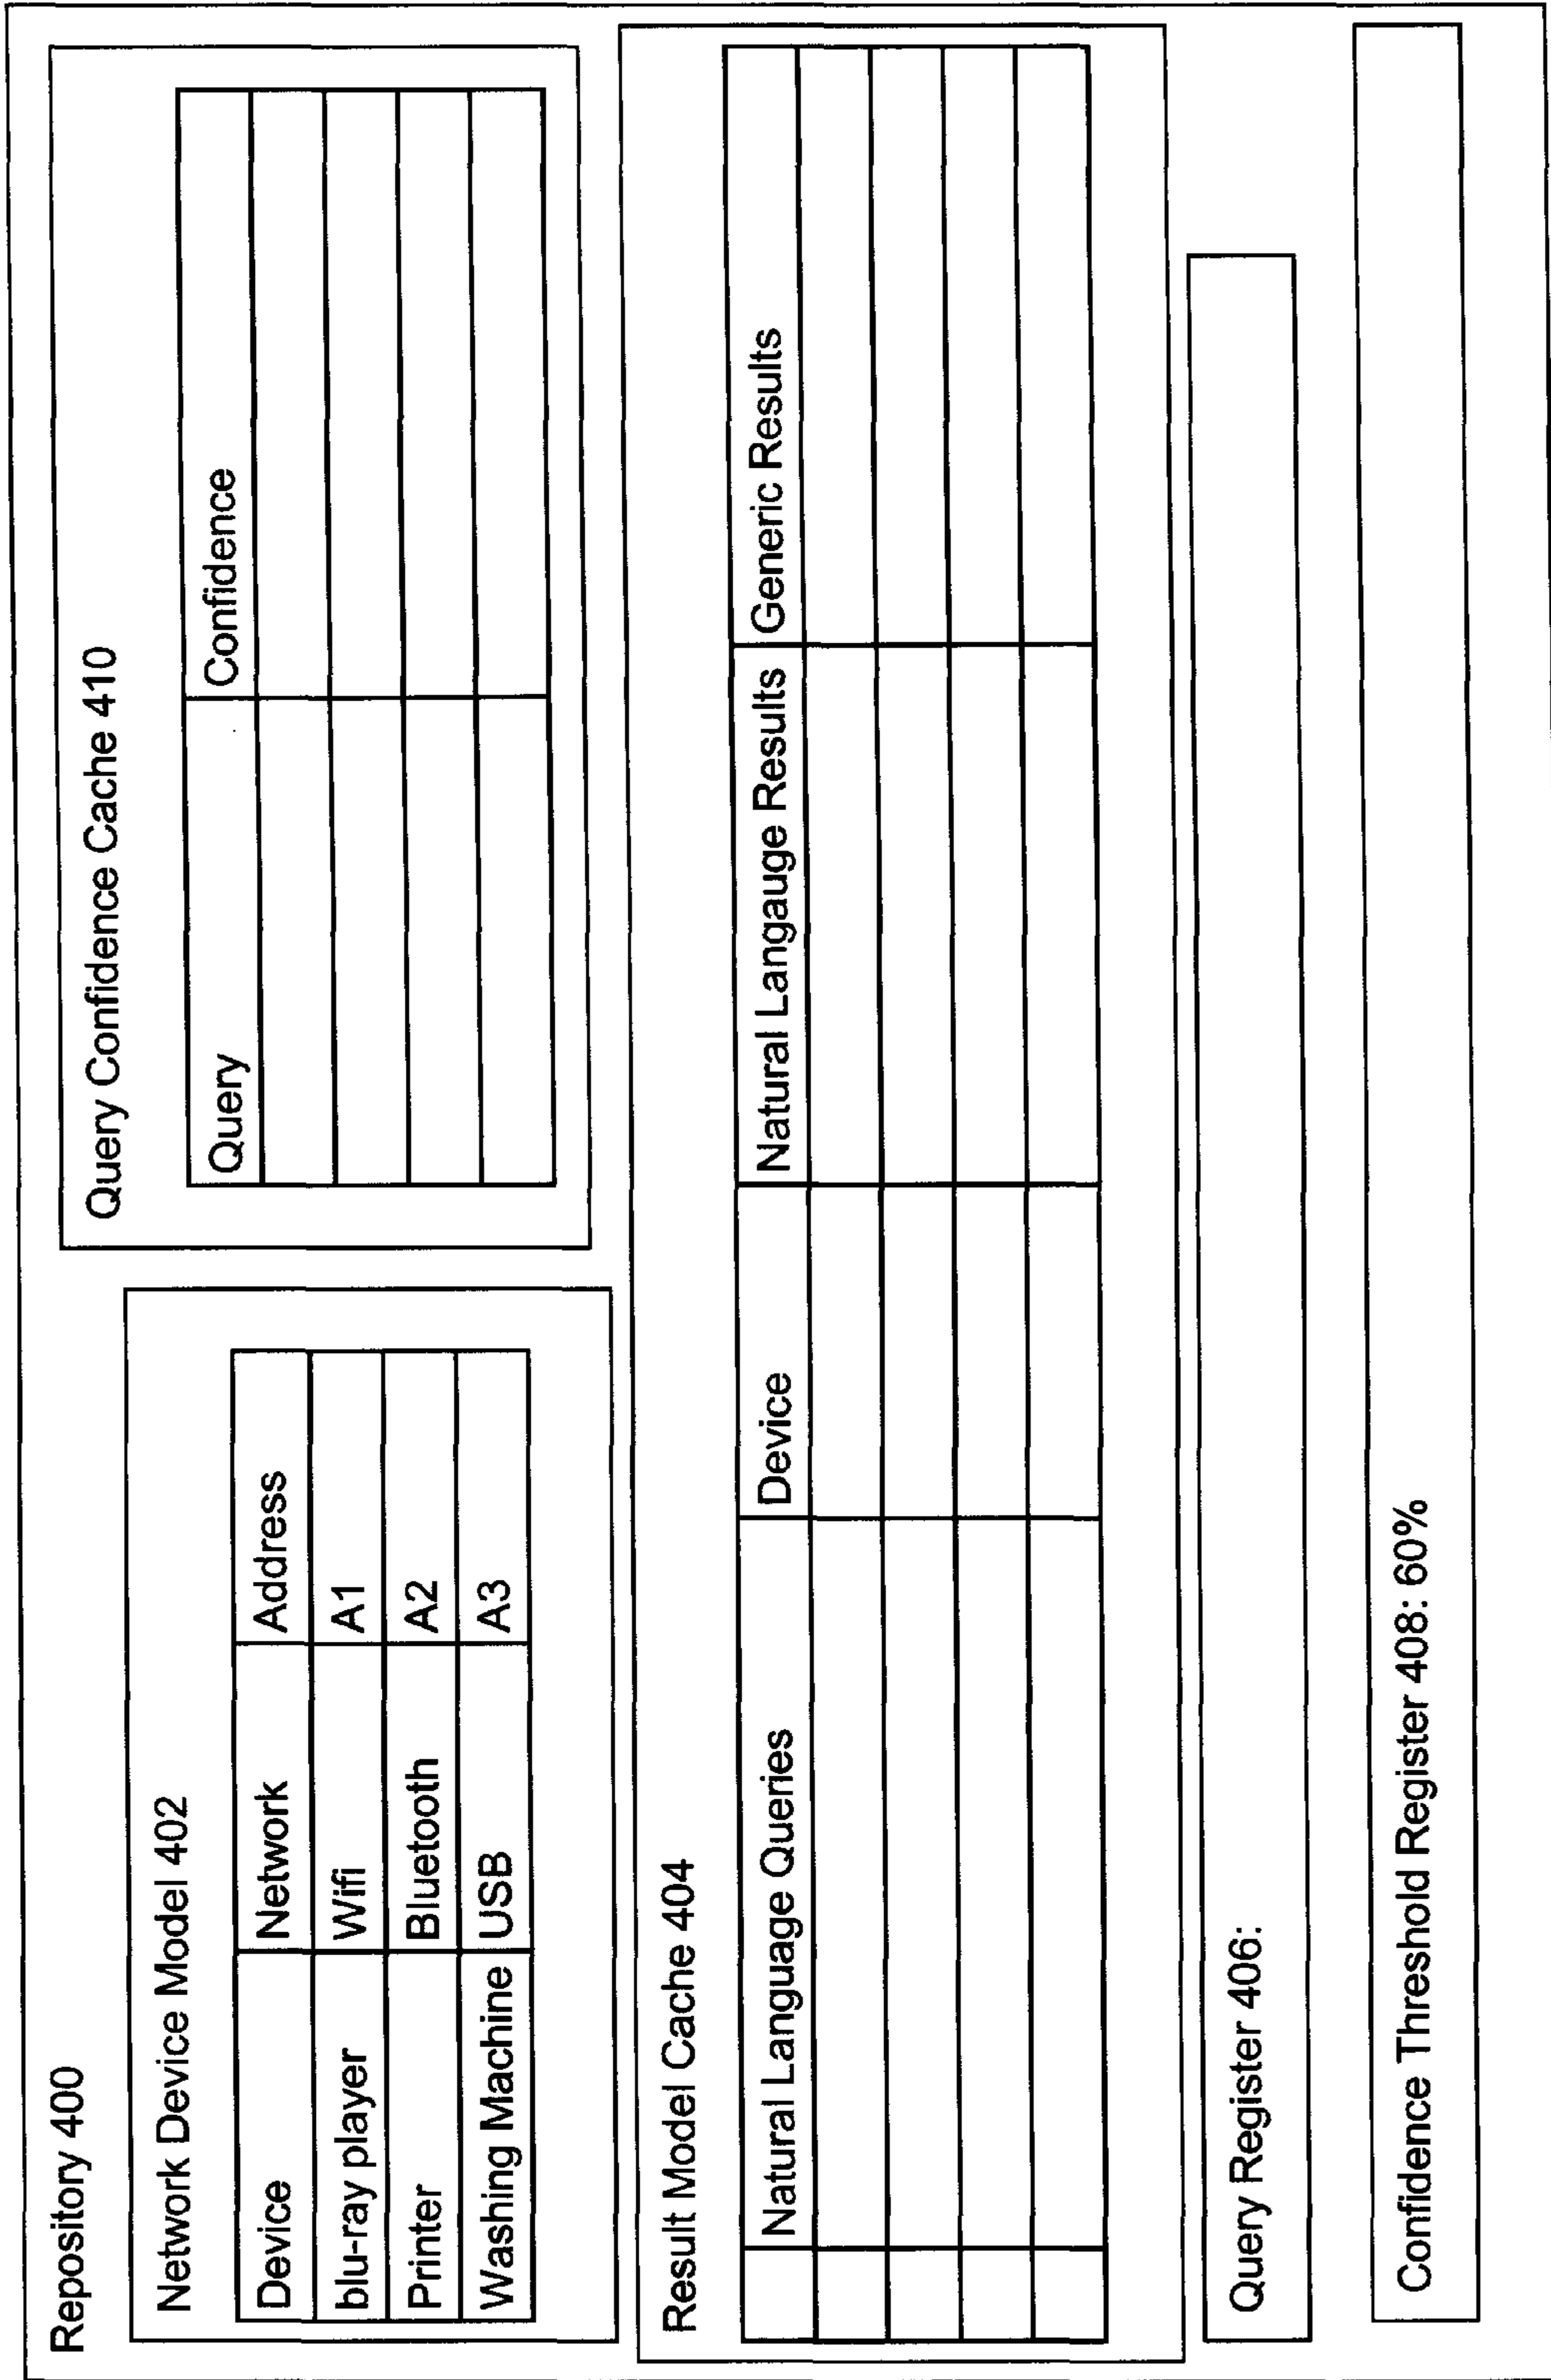 Repository 400
Network Device Model 402
Device Network Address
blu-ray player Wifi A1
Printer Bluetooth A2
Washing Machine USB A3
Query Confidence Cache 410
Query Confidence
Result Model Cache 404
Natural Language Queries Device Natural Langauge Results Generic Results
Query Register 406:
Confidence Threshold Register 408: 60%